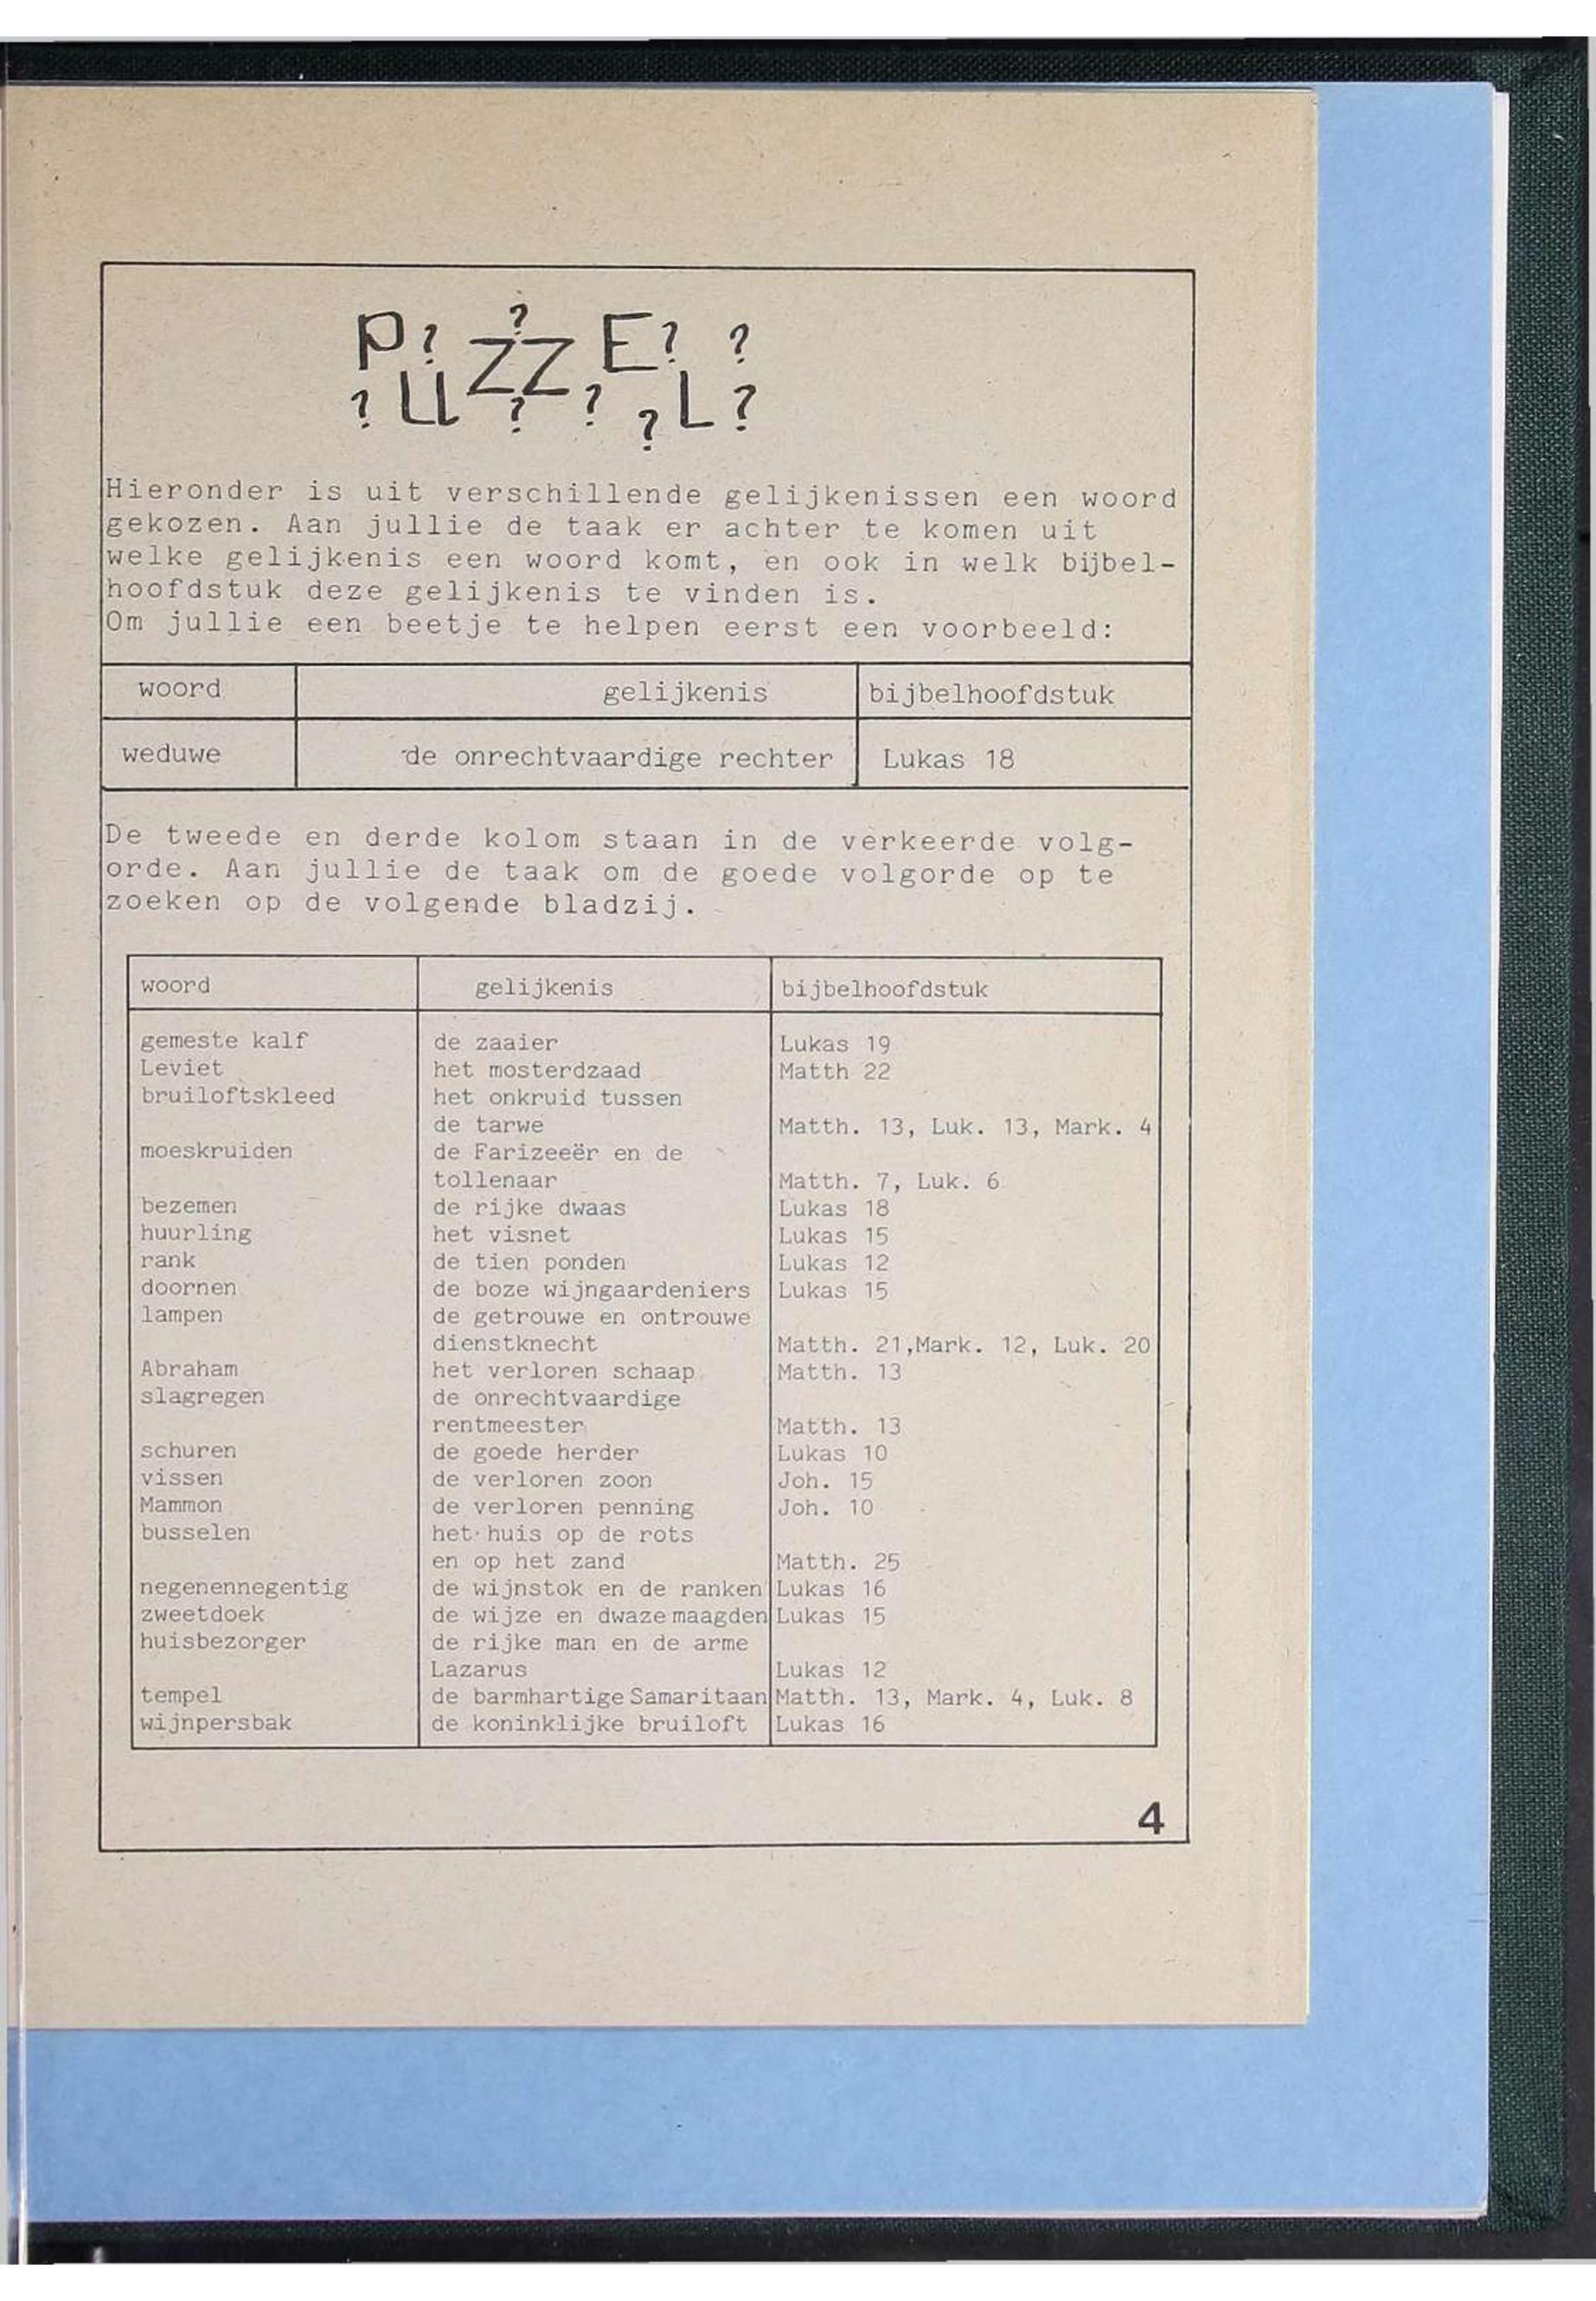 PUZZEL
Hieronder is uit verschillende gelijkenissen een woord
gekozen. Aan jullie de taak er achter te komen uit
welke gelijkenis een woord komt, en ook in welk bijbel-
hoofdstuk deze gelijkenis te vinden is.
Om jullie een beetje te helpen eerst een voorbeeld:
woord gelijkenis bijbelhoofdstuk
weduwe de onrechtvaardige rechter Lukas 18
De tweede en derde kolom staan in de verkeerde volg-
orde. Aan jullie de taak om de goede volgorde op te
zoeken op de volgende bladzij.
woord gelijkenis bijbelhoofdstuk
gemeste kalf de zaaier Lukas 19
Leviet het mosterdzaad Matth 22
bruiloftskleed het onkruid tussen
de tarwe Matth. 13, Luk. 13, Mark. 4
moeskruiden de Farizeeër en de
tollenaar Matth. 7, Luk. 6
bezemen de rijke dwaas Lukas 18
huurling het visnet Lukas 15
rank de tien ponden Lukas 12
doornen de boze wijngaardeniers Lukas 15
lampen de getrouwe en ontrouwe
dienstknecht Matth. 21,Mark. 12, Luk. 20
Abraham het verloren schaap Matth. 13
slagregen de onrechtvaardige
rentmeester Matth. 13
schuren de goede herder Lukas 10
vissen de verloren zoon Joh. 15
Mammon de verloren penning Joh. 10
busselen het huis op de rots
en op het zand Matth. 25
negenennegentig de wijnstok en de ranken Lukas 16
zweetdoek de wijze en dwaze maagden Lukas 15
huisbezorger de rijke man en de arme
Lazarus Lukas 12
tempel de barmhartige Samaritaan Matth. 13, Mark. 4, Luk. 8
wijnpersbak de koninklijke bruiloft Lukas 16
4